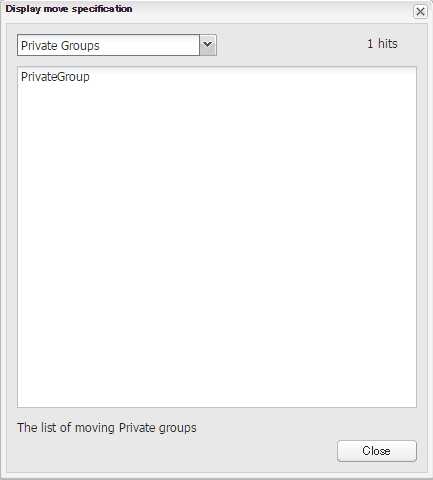 Display move specification
Private Groups
1 hits
PrivateGroup
The list of moving Private groups
Close